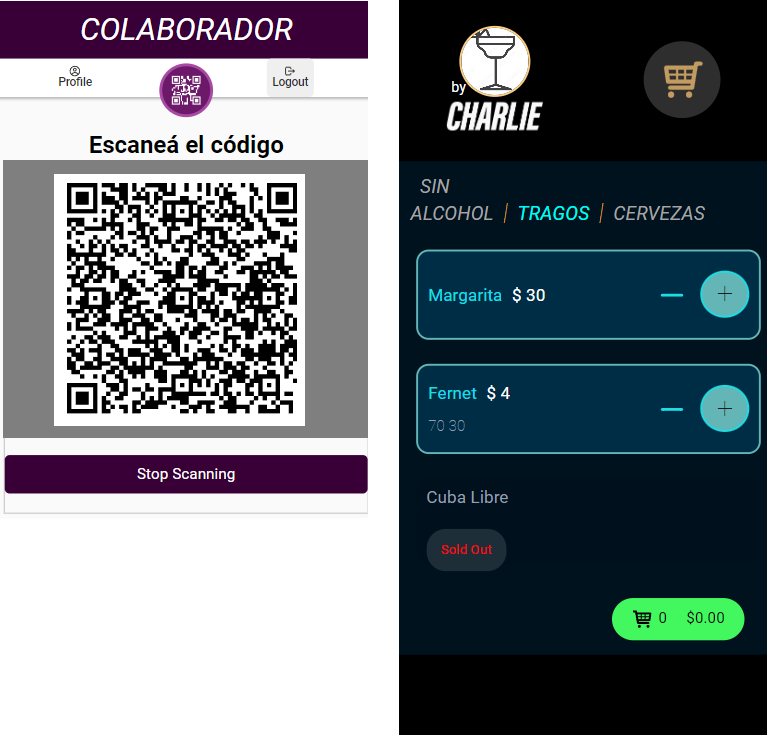 COLABORADOR
Profile
Logout
Escaneá el código
Stop Scanning
by
CHARLIE
SIN
ALCOHOL | TRAGOS | CERVEZAS
Margarita $ 30
Fernet $ 4
70 30
Cuba Libre
Sold Out
0 $0.00